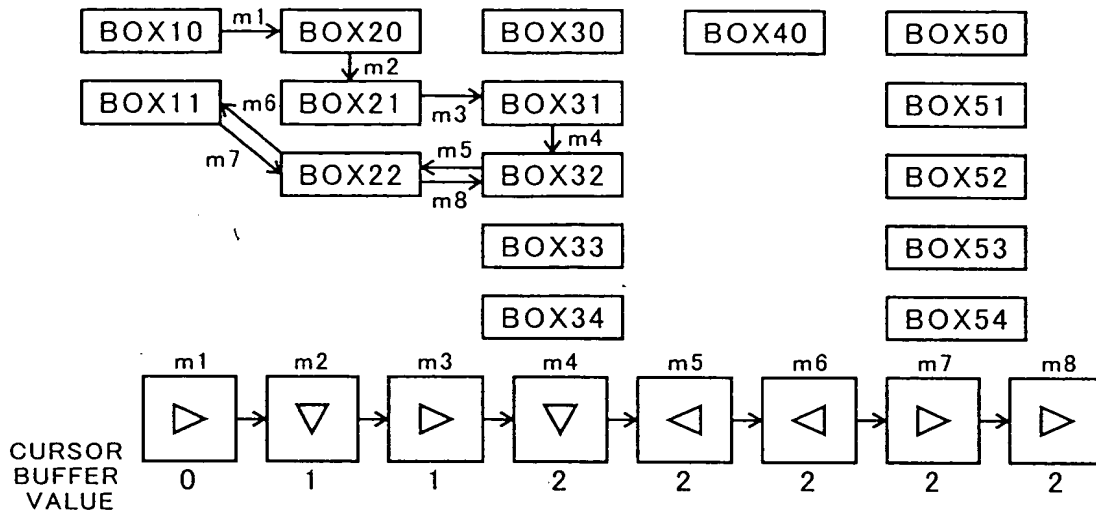 BOX10 m1 BOX20 BOX30 BOX40 BOX50
m2
BOX11 m6 BOX21 m3 BOX31 BOX51
m7 m5 m4
BOX22 m8 BOX32 BOX52
BOX33 BOX53
BOX34 BOX54
m1 m2 m3 m4 m5 m6 m7 m8
CURSOR
BUFFER
VALUE
0 1 1 2 2 2 2 2